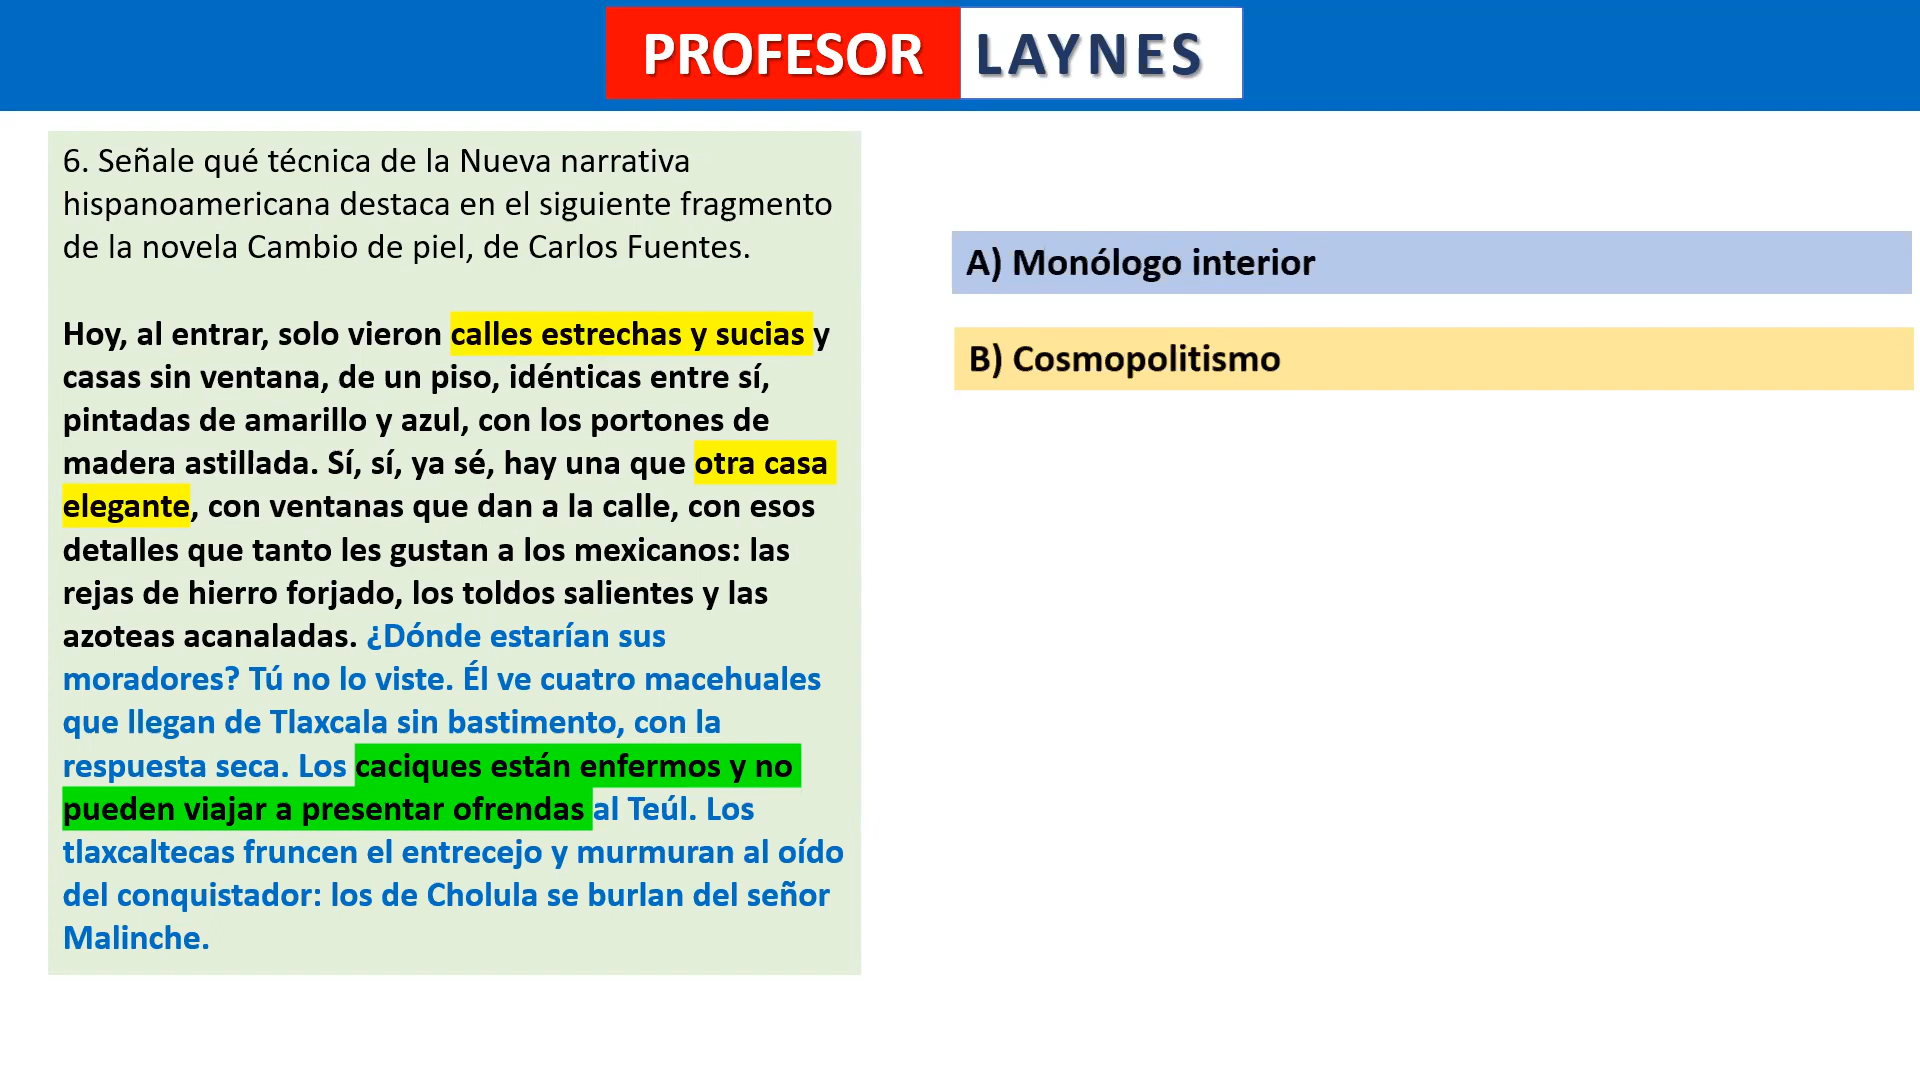 PROFESOR LAYNES
6. Señale qué técnica de la Nueva narrativa
hispanoamericana destaca en el siguiente fragmento
de la novela Cambio de piel, de Carlos Fuentes.
Hoy, al entrar, solo vieron calles estrechas y sucias y
casas sin ventana, de un piso, idénticas entre sí,
pintadas de amarillo y azul, con los portones de
madera astillada. Sí, sí, ya sé, hay una que otra casa
elegante, con ventanas que dan a la calle, con esos
detalles que tanto les gustan a los mexicanos: las
rejas de hierro forjado, los toldos salientes y las
azoteas acanaladas. ¿Dónde estarían sus
moradores? Tú no lo viste. Él ve cuatro macehuales
que llegan de Tlaxcala sin bastimento, con la
respuesta seca. Los caciques están enfermos y no
pueden viajar a presentar ofrendas al Teúl. Los
tlaxcaltecas fruncen el entrecejo y murmuran al oído
del conquistador: los de Cholula se burlan del señor
Malinche.
A) Monólogo interior
B) Cosmopolitismo